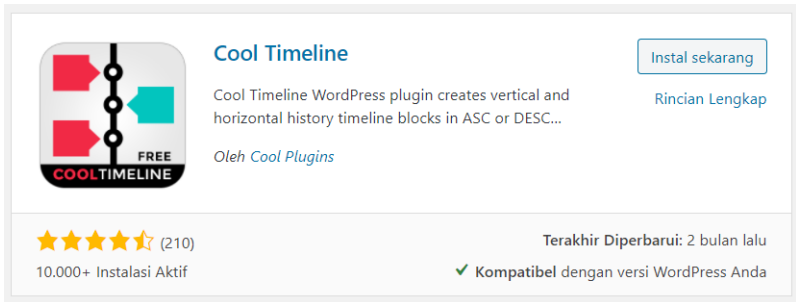 Cool Timeline
Instal sekarang
Cool Timeline WordPress plugin creates vertical and
horizontal history timeline blocks in ASC or DESC...
Rincian Lengkap
Oleh Cool Plugins
FREE
COOLTIMELINE
(210)
10.000+ Instalasi Aktif
Terakhir Diperbarui: 2 bulan lalu
Kompatibel dengan versi WordPress Anda